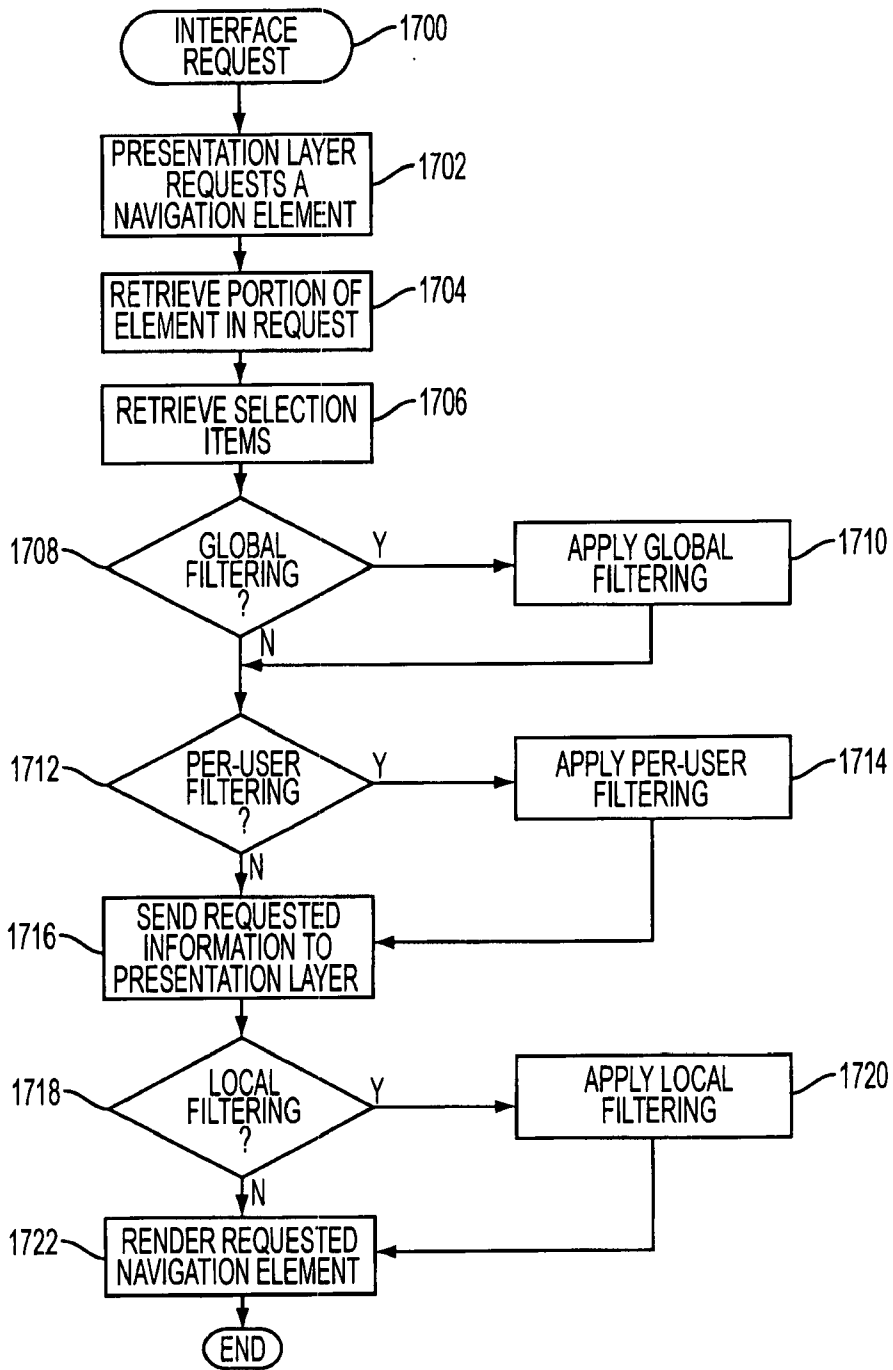 INTERFACE
REQUEST
1700
PRESENTATION LAYER
REQUESTS A
NAVIGATION ELEMENT
1702
RETRIEVE PORTION OF
ELEMENT IN REQUEST
1704
RETRIEVE SELECTION
ITEMS
1706
1708
GLOBAL
FILTERING
?
Y
N
APPLY GLOBAL
FILTERING
1710
1712
PER-USER
FILTERING
?
Y
N
APPLY PER-USER
FILTERING
1714
1716
SEND REQUESTED
INFORMATION TO
PRESENTATION LAYER
1718
LOCAL
FILTERING
?
Y
N
APPLY LOCAL
FILTERING
1720
1722
RENDER REQUESTED
NAVIGATION ELEMENT
END